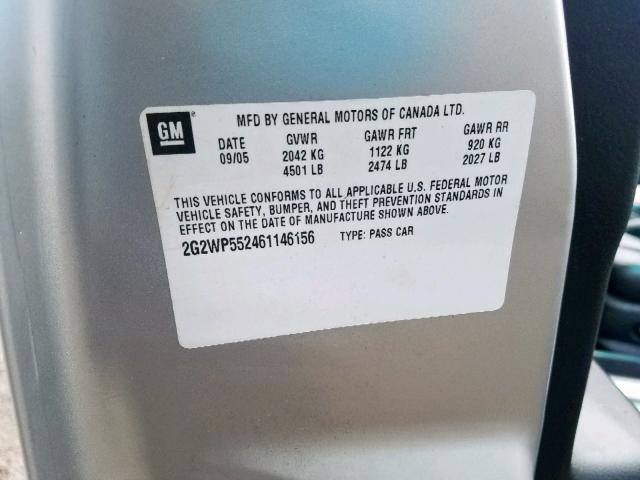 GM
MFD BY GENERAL MOTORS OF CANADA LTD.
DATE GVWR GAWR FRT GAWR RR
09/05 2042 KG 1122 KG 920 KG
4501 LB 2474 LB 2027 LB
THIS VEHICLE CONFORMS TO ALL APPLICABLE U.S. FEDERAL MOTOR
VEHICLE SAFETY, BUMPER, AND THEFT PREVENTION STANDARDS IN
EFFECT ON THE DATE OF MANUFACTURE SHOWN ABOVE.
2G2WP552461146156 TYPE: PASS CAR